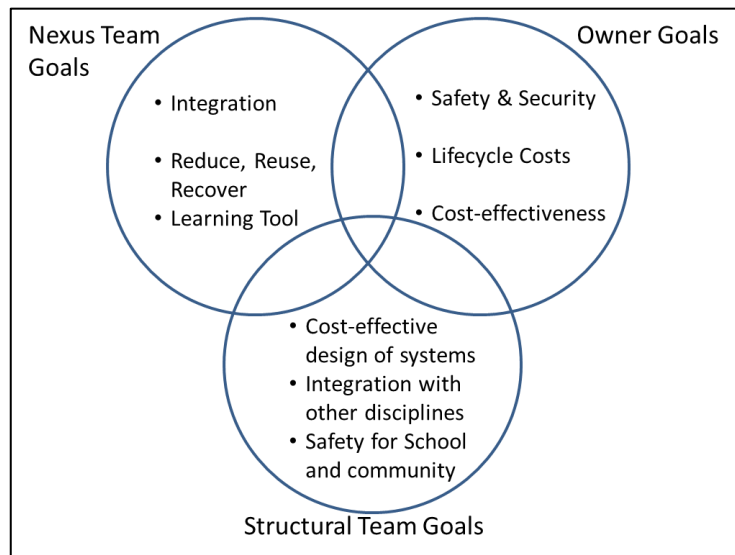 Nexus Team
Goals
• Integration
• Reduce, Reuse,
Recover
• Learning Tool
Owner Goals
• Safety & Security
• Lifecycle Costs
• Cost-effectiveness
• Cost-effective
design of systems
• Integration with
other disciplines
• Safety for School
and community
Structural Team Goals